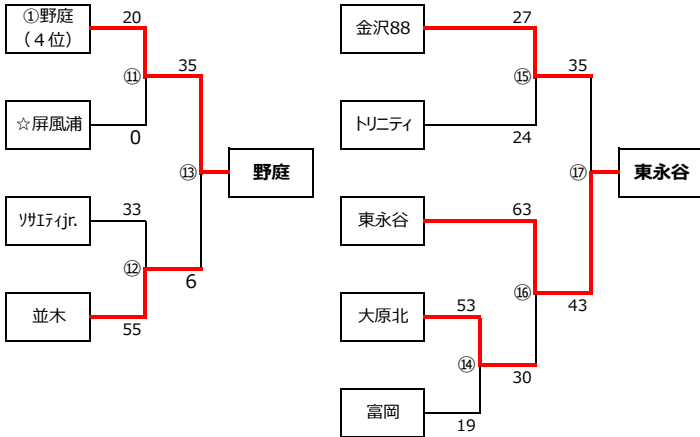 ①野庭
（４位）
20
⑪
35
☆屏風浦
0
⑬
野庭
ソサエティjr.
33
⑫
6
並木
55
金沢88
27
⑮
35
トリニティ
24
⑰
東永谷
東永谷
63
⑯
43
大原北
53
⑭
30
富岡
19